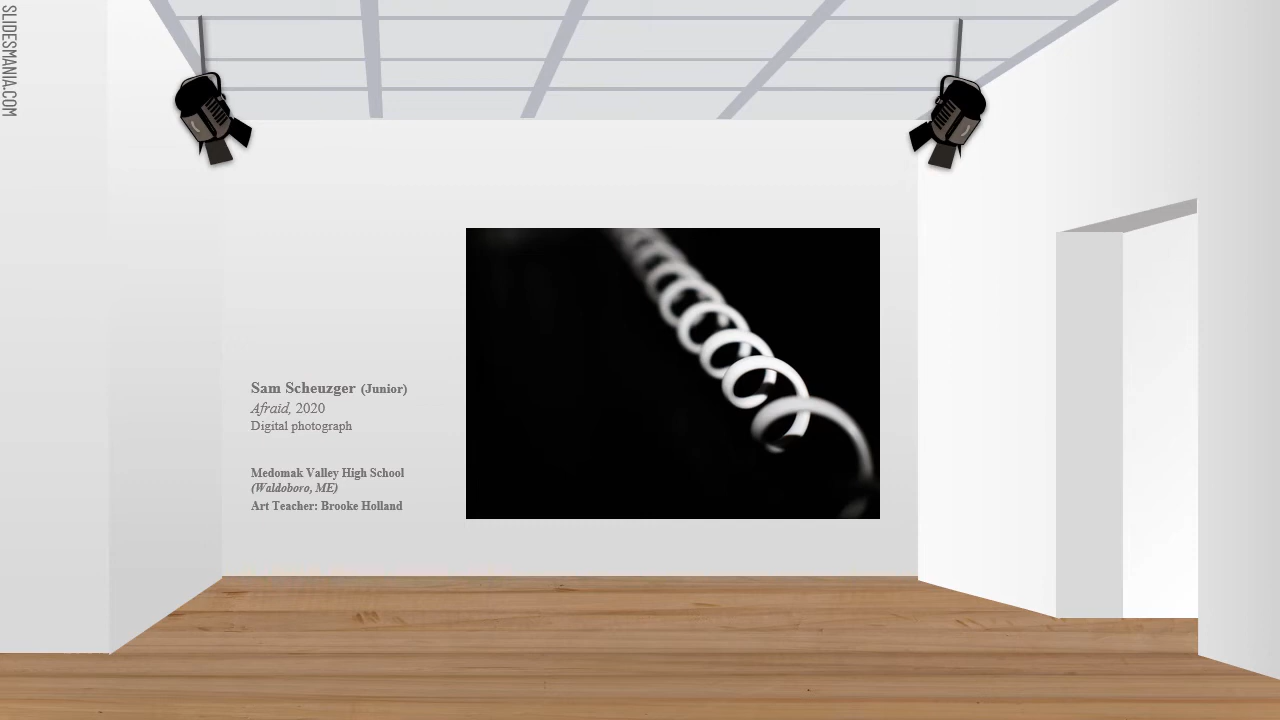 SLIDESMANIA.COM
Sam Scheuzger (Junior)
Afraid, 2020
Digital photograph
Medomak Valley High School
(Waldoboro, ME)
Art Teacher: Brooke Holland